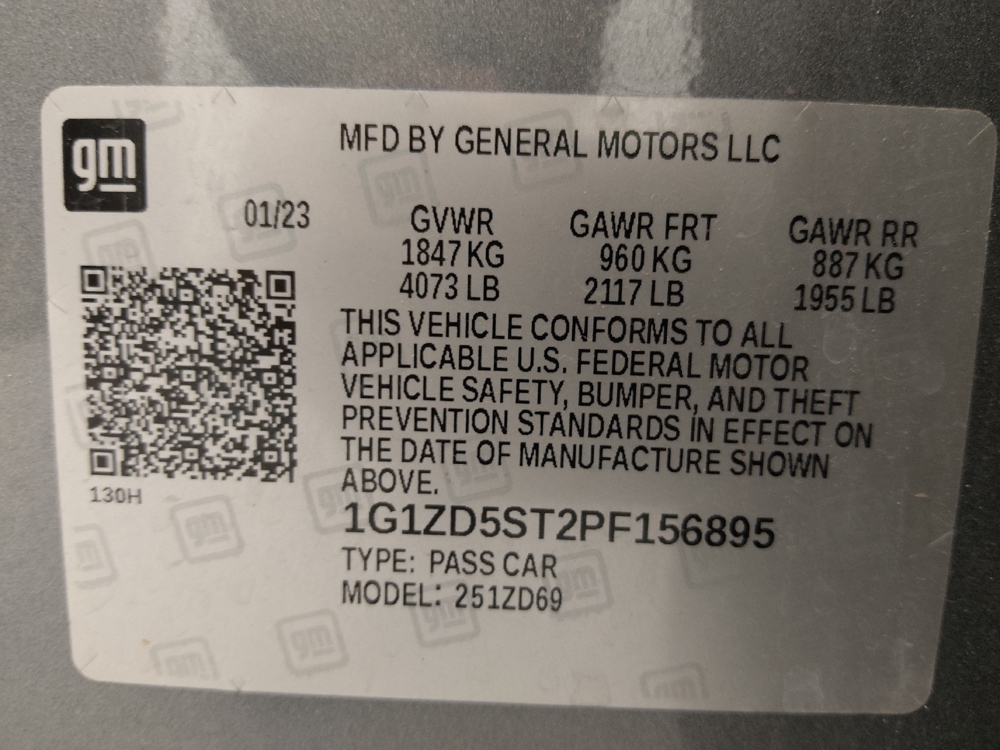 gm
MFD BY GENERAL MOTORS LLC
01/23
GVWR GAWR FRT GAWR RR
1847 KG 960 KG 887 KG
4073 LB 2117 LB 1955 LB
THIS VEHICLE CONFORMS TO ALL
APPLICABLE U.S. FEDERAL MOTOR
VEHICLE SAFETY, BUMPER, AND THEFT
PREVENTION STANDARDS IN EFFECT ON
THE DATE OF MANUFACTURE SHOWN
ABOVE.
130H
1G1ZD5ST2PF156895
TYPE: PASS CAR
MODEL: 251ZD69